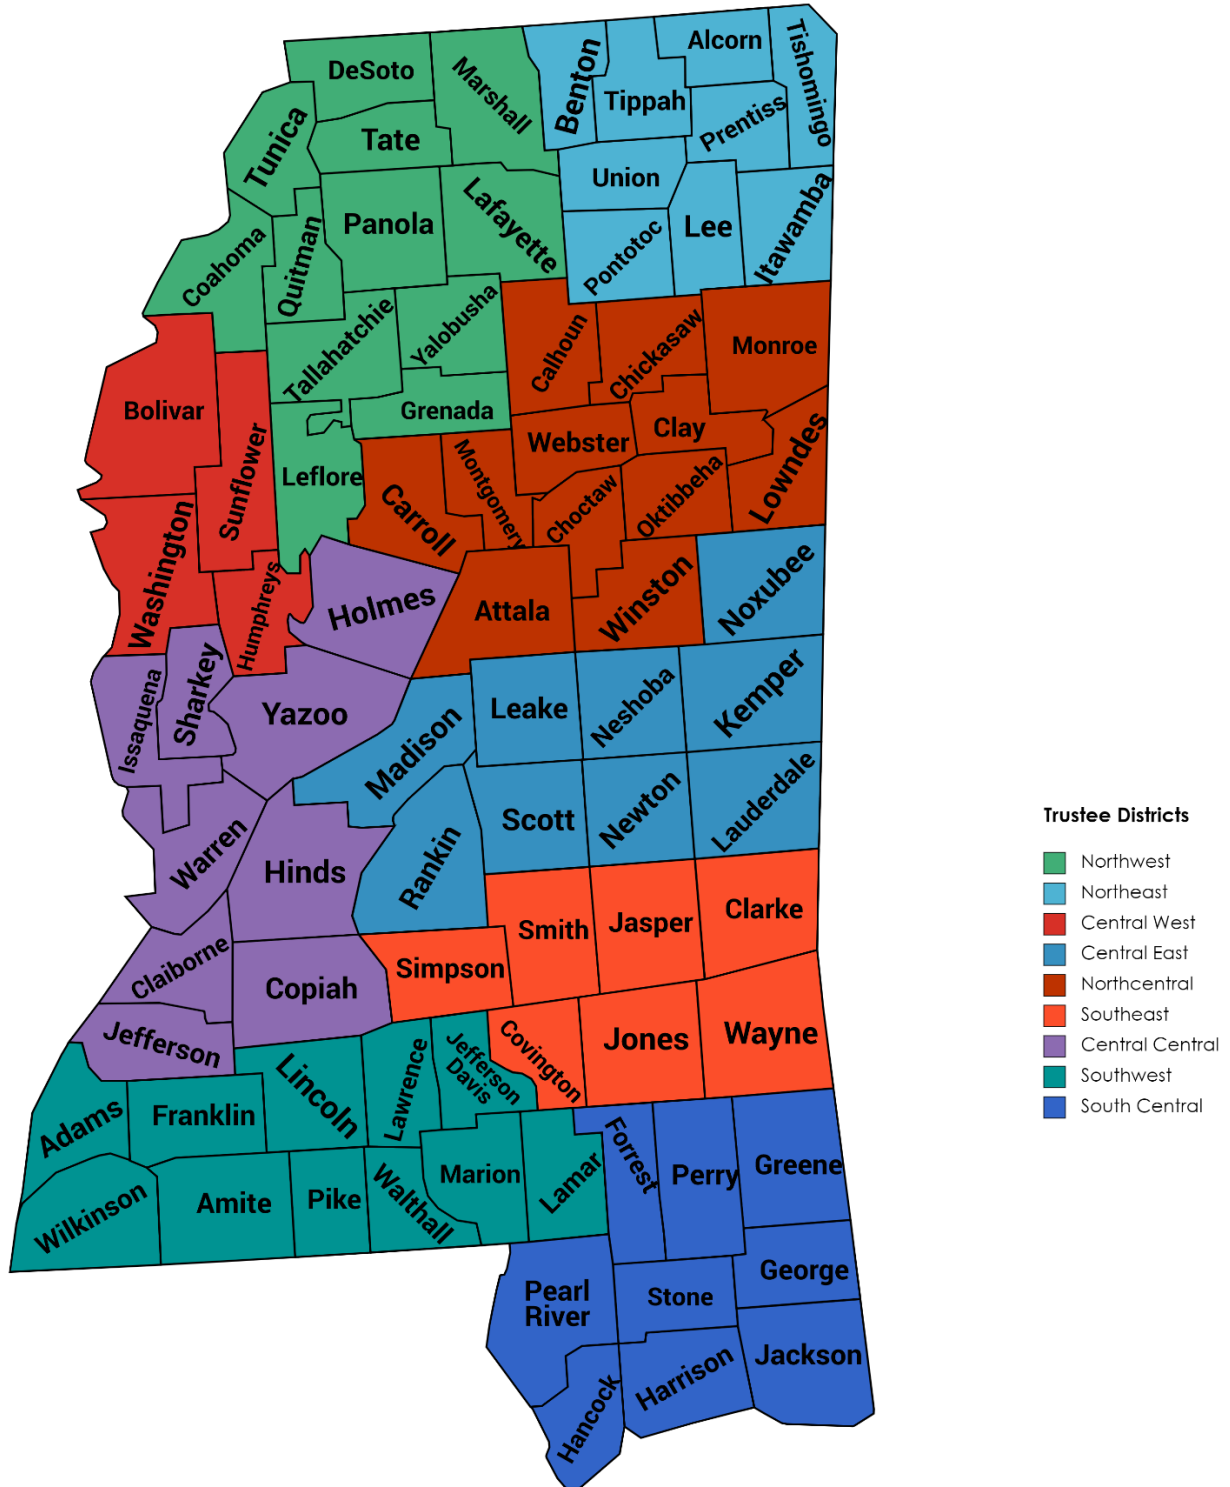 DeSoto
Marshall
Benton
Tippah
Alcorn
Tishomingo
Prentiss
Tunica
Tate
Union
Panola
Lafayette
Pontotoc
Lee
Itawamba
Coahoma
Quitman
Tallahatchie
Yalobusha
Calhoun
Chickasaw
Monroe
Bolivar
Sunflower
Grenada
Webster
Clay
Lowndes
Leflore
Carroll
Montgomery
Choctaw
Oktibbeha
Washington
Humphreys
Holmes
Attala
Winston
Noxubee
Issaquena
Sharkey
Yazoo
Madison
Leake
Neshoba
Kemper
Warren
Hinds
Rankin
Scott
Newton
Lauderdale
Claiborne
Copiah
Simpson
Smith
Jasper
Clarke
Jefferson
Lincoln
Lawrence
Jefferson
Davis
Covington
Jones
Wayne
Adams
Franklin
Wilkinson
Amite
Pike
Walthall
Marion
Lamar
Forrest
Perry
Greene
Pearl
River
Stone
George
Hancock
Harrison
Jackson
Trustee Districts
Northwest
Northeast
Central West
Central East
Northcentral
Southeast
Central Central
Southwest
South Central